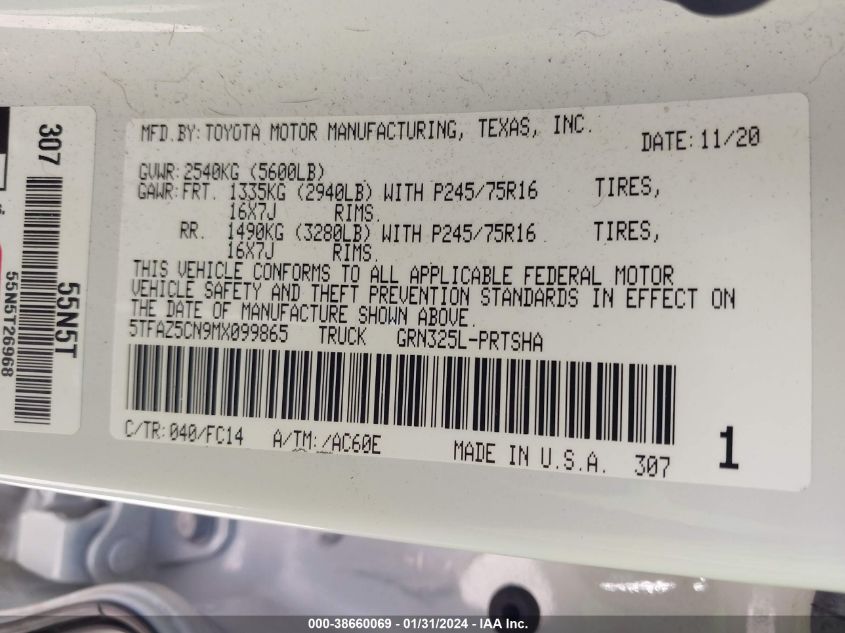 307
55N5T
55N5T26968
MFD.BY:TOYOTA MOTOR MANUFACTURING, TEXAS, INC. DATE:11/20
GVWR:2540KG (5600LB)
GAWR:FRT. 1335KG (2940LB) WITH P245/75R16 TIRES,
16X7J RIMS.
RR. 1490KG (3280LB) WITH P245/75R16 TIRES,
16X7J RIMS.
THIS VEHICLE CONFORMS TO ALL APPLICABLE FEDERAL MOTOR
VEHICLE SAFETY AND THEFT PREVENTION STANDARDS IN EFFECT ON
THE DATE OF MANUFACTURE SHOWN ABOVE.
5TFAZ5CN9MX099865 TRUCK GRN325L-PRTSHA
C/TR:040/FC14 A/TM:/AC60E MADE IN U.S.A. 307 1
000-38660069 - 01/31/2024 - IAA Inc.